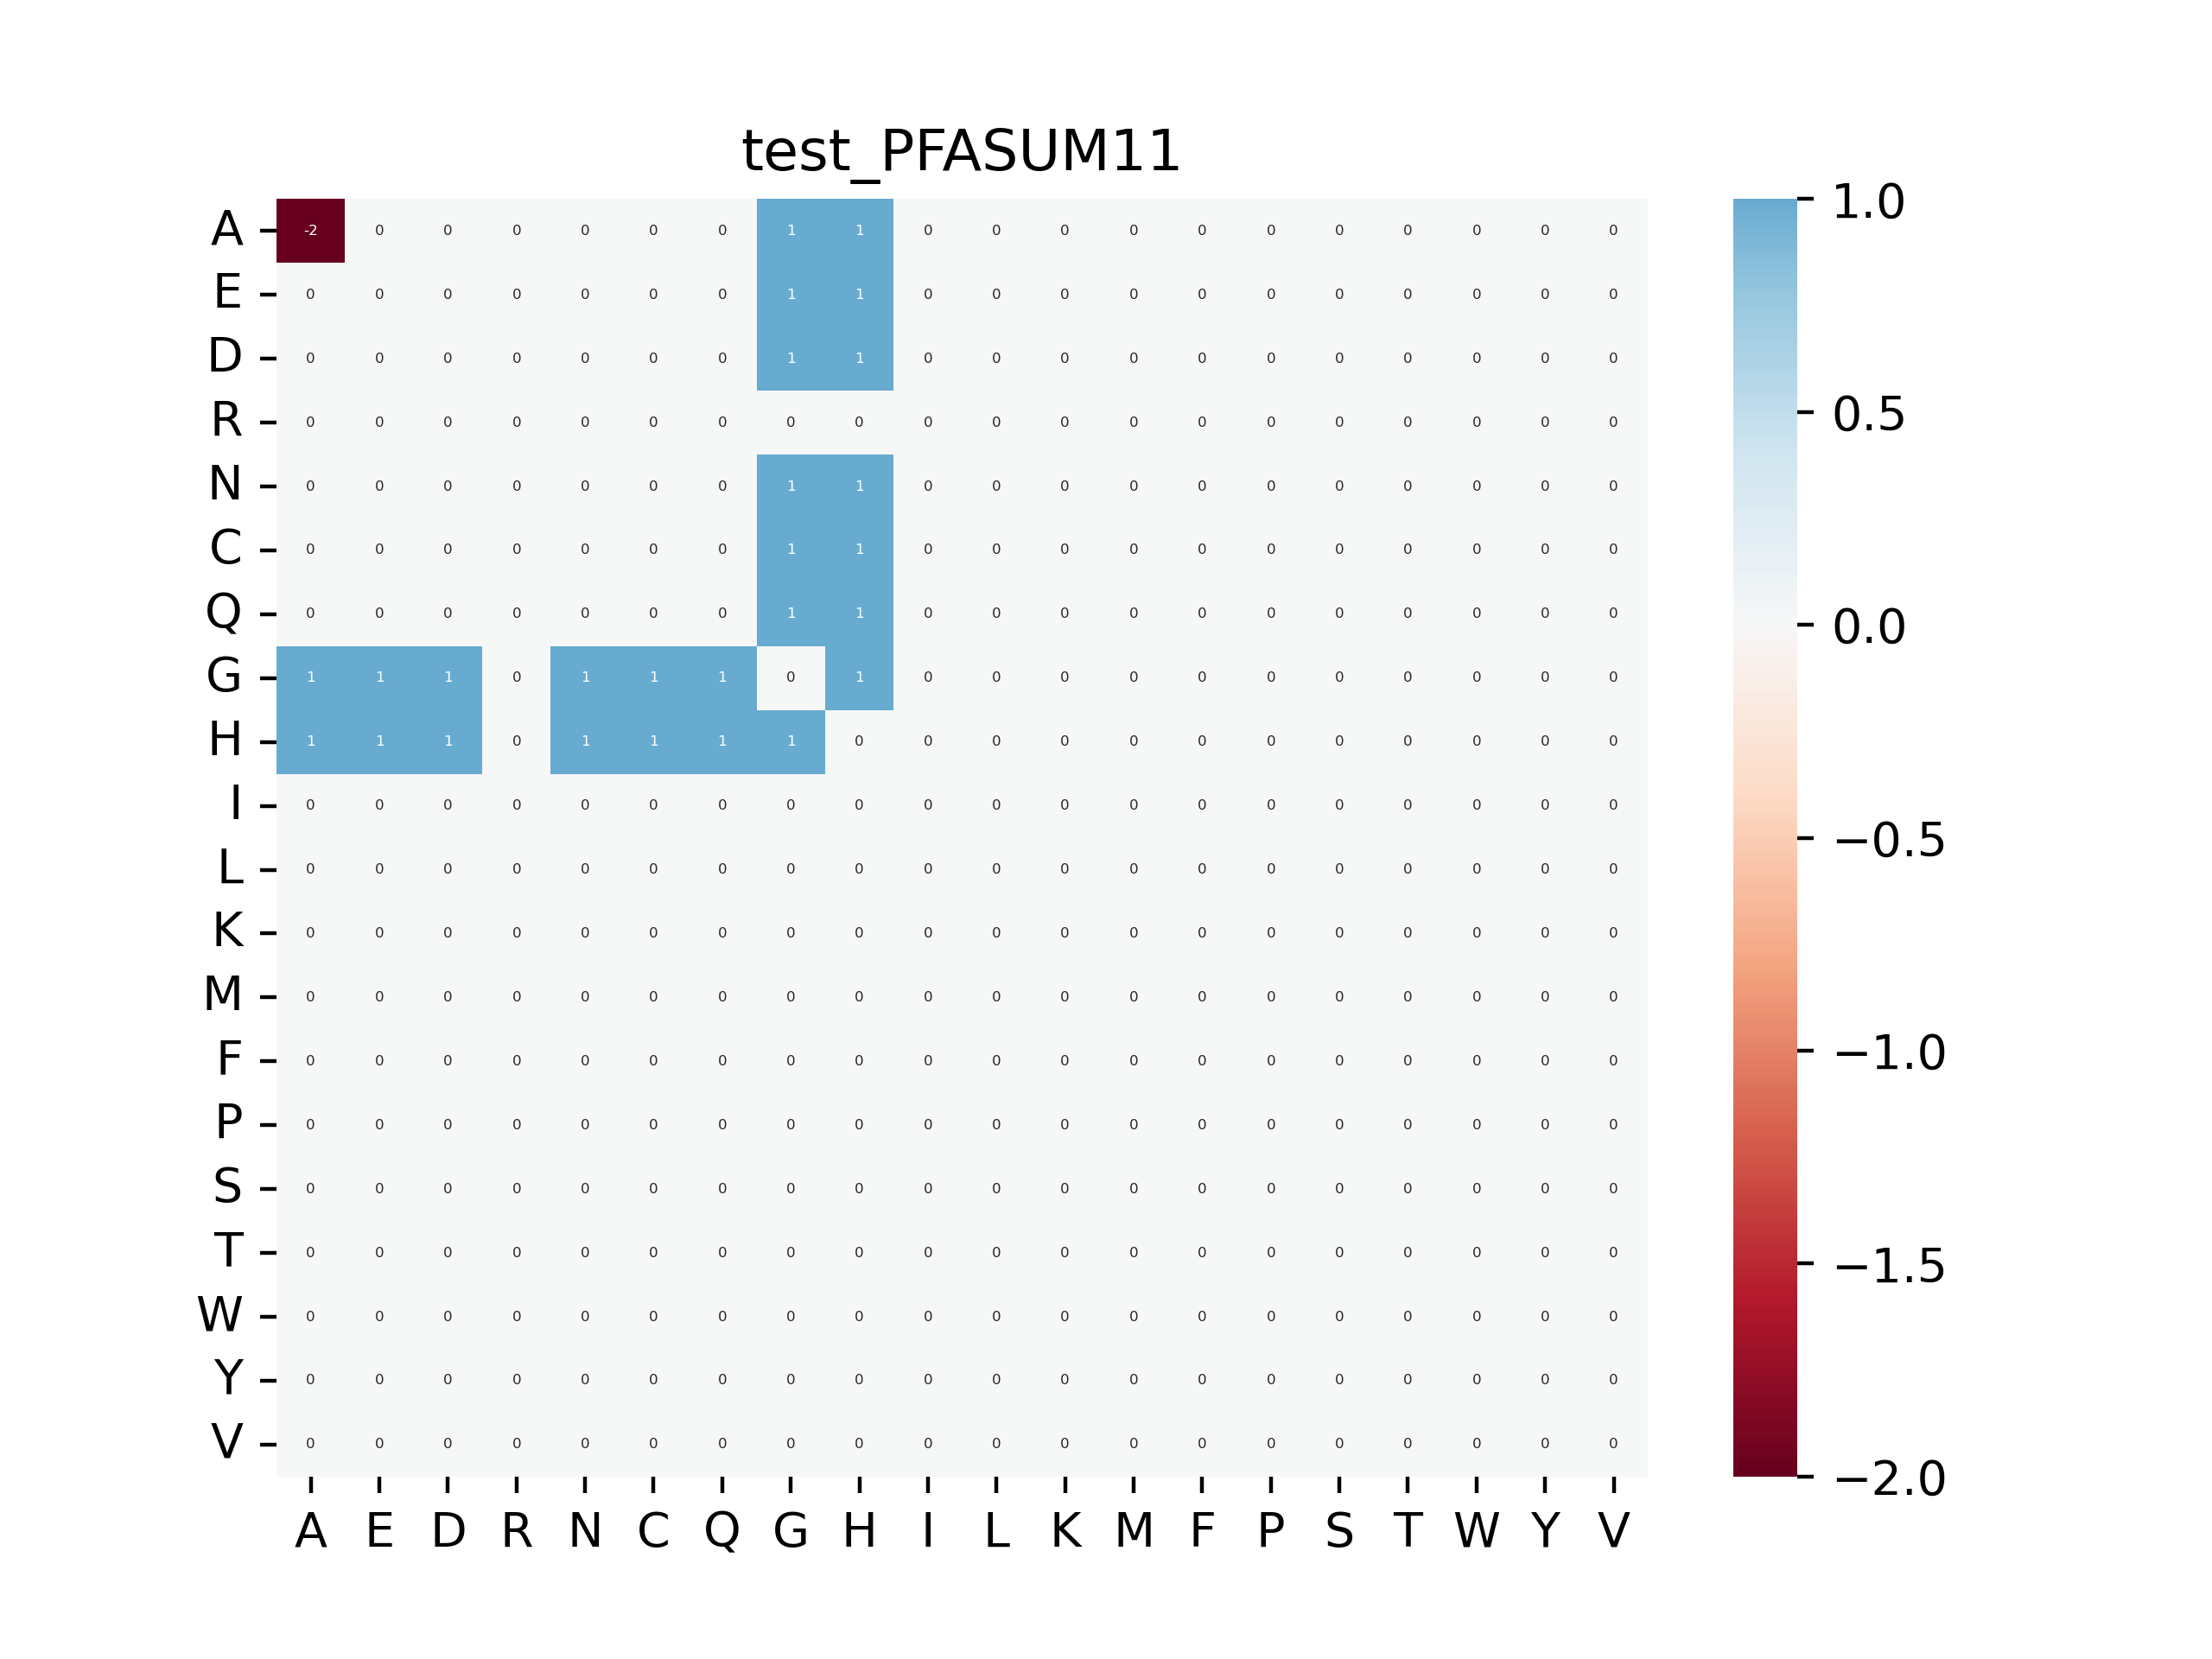 test_PFASUM11
A -2 0 0 0 0 0 0 1 1 0 0 0 0 0 0 0 0 0 0 0 1.0
E 0 0 0 0 0 0 0 1 1 0 0 0 0 0 0 0 0 0 0 0
D 0 0 0 0 0 0 0 1 1 0 0 0 0 0 0 0 0 0 0 0
R 0 0 0 0 0 0 0 0 0 0 0 0 0 0 0 0 0 0 0 0 0.5
N 0 0 0 0 0 0 0 1 1 0 0 0 0 0 0 0 0 0 0 0
C 0 0 0 0 0 0 0 1 1 0 0 0 0 0 0 0 0 0 0 0
Q 0 0 0 0 0 0 0 1 1 0 0 0 0 0 0 0 0 0 0 0 0.0
G 1 1 1 0 1 1 1 0 1 0 0 0 0 0 0 0 0 0 0 0
H 1 1 1 0 1 1 1 1 0 0 0 0 0 0 0 0 0 0 0 0
I 0 0 0 0 0 0 0 0 0 0 0 0 0 0 0 0 0 0 0 0
L 0 0 0 0 0 0 0 0 0 0 0 0 0 0 0 0 0 0 0 0 −0.5
K 0 0 0 0 0 0 0 0 0 0 0 0 0 0 0 0 0 0 0 0
M 0 0 0 0 0 0 0 0 0 0 0 0 0 0 0 0 0 0 0 0
F 0 0 0 0 0 0 0 0 0 0 0 0 0 0 0 0 0 0 0 0 −1.0
P 0 0 0 0 0 0 0 0 0 0 0 0 0 0 0 0 0 0 0 0
S 0 0 0 0 0 0 0 0 0 0 0 0 0 0 0 0 0 0 0 0
T 0 0 0 0 0 0 0 0 0 0 0 0 0 0 0 0 0 0 0 0 −1.5
W 0 0 0 0 0 0 0 0 0 0 0 0 0 0 0 0 0 0 0 0
Y 0 0 0 0 0 0 0 0 0 0 0 0 0 0 0 0 0 0 0 0
V 0 0 0 0 0 0 0 0 0 0 0 0 0 0 0 0 0 0 0 0 −2.0
A E D R N C Q G H I L K M F P S T W Y V